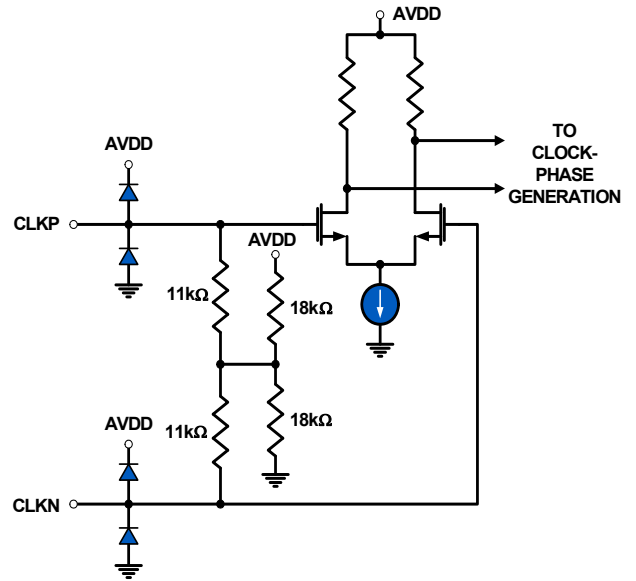 AVDD
TO
CLOCK-
PHASE
GENERATION
AVDD
CLKP
AVDD
11kΩ
18kΩ
AVDD
11kΩ
18kΩ
CLKN